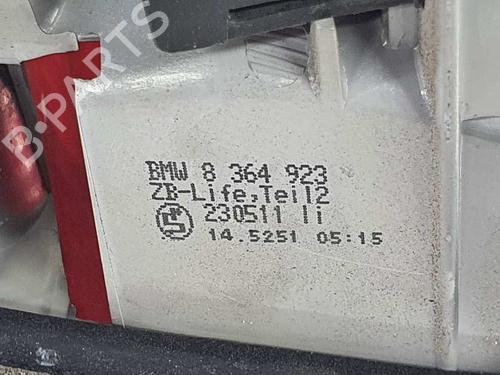 B-PARTS
BMW 8 364 923
ZB-Life,Teil2
230511 li
14.5251 05:15